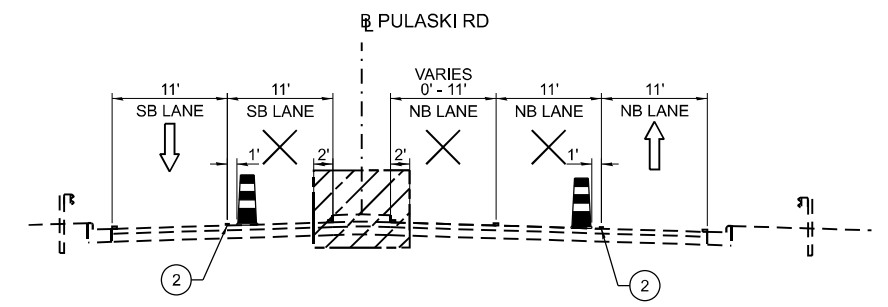 ℄ PULASKI RD
VARIES
11' 11' 0' - 11' 11' 11'
SB LANE SB LANE NB LANE NB LANE NB LANE
1' 2' 2' 1'
2 2